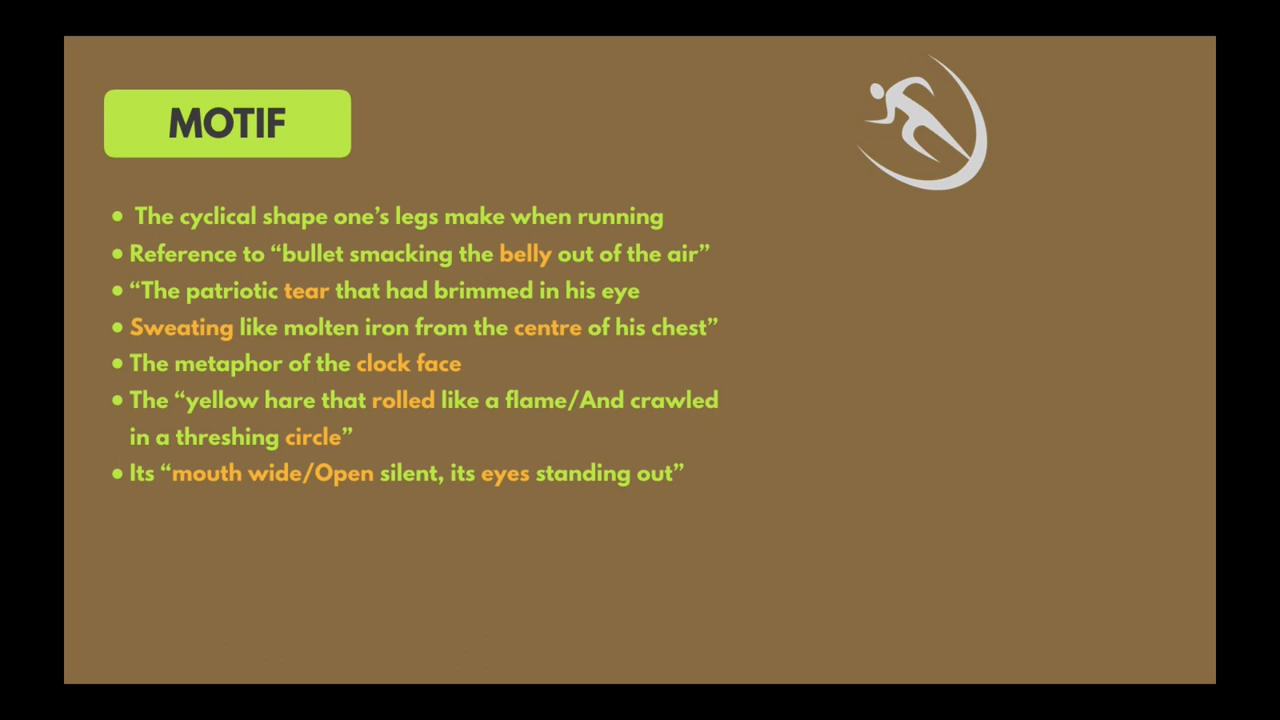 MOTIF
• The cyclical shape one’s legs make when running
• Reference to “bullet smacking the belly out of the air”
• “The patriotic tear that had brimmed in his eye
• Sweating like molten iron from the centre of his chest”
• The metaphor of the clock face
• The “yellow hare that rolled like a flame/And crawled
in a threshing circle”
• Its “mouth wide/Open silent, its eyes standing out”